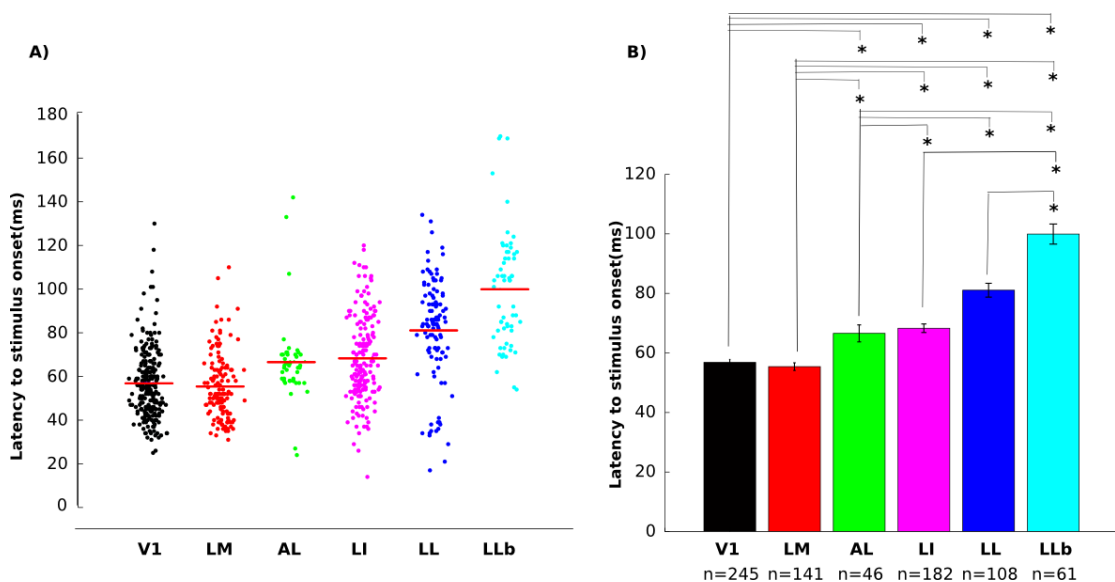 A)
Latency to stimulus onset(ms)
180
160
140
120
100
80
60
40
20
0
V1 LM AL LI LL LLb
B)
* * * *
* * * *
* * *
*
*
Latency to stimulus onset(ms)
120
100
80
60
40
20
0
V1 LM AL LI LL LLb
n=245 n=141 n=46 n=182 n=108 n=61